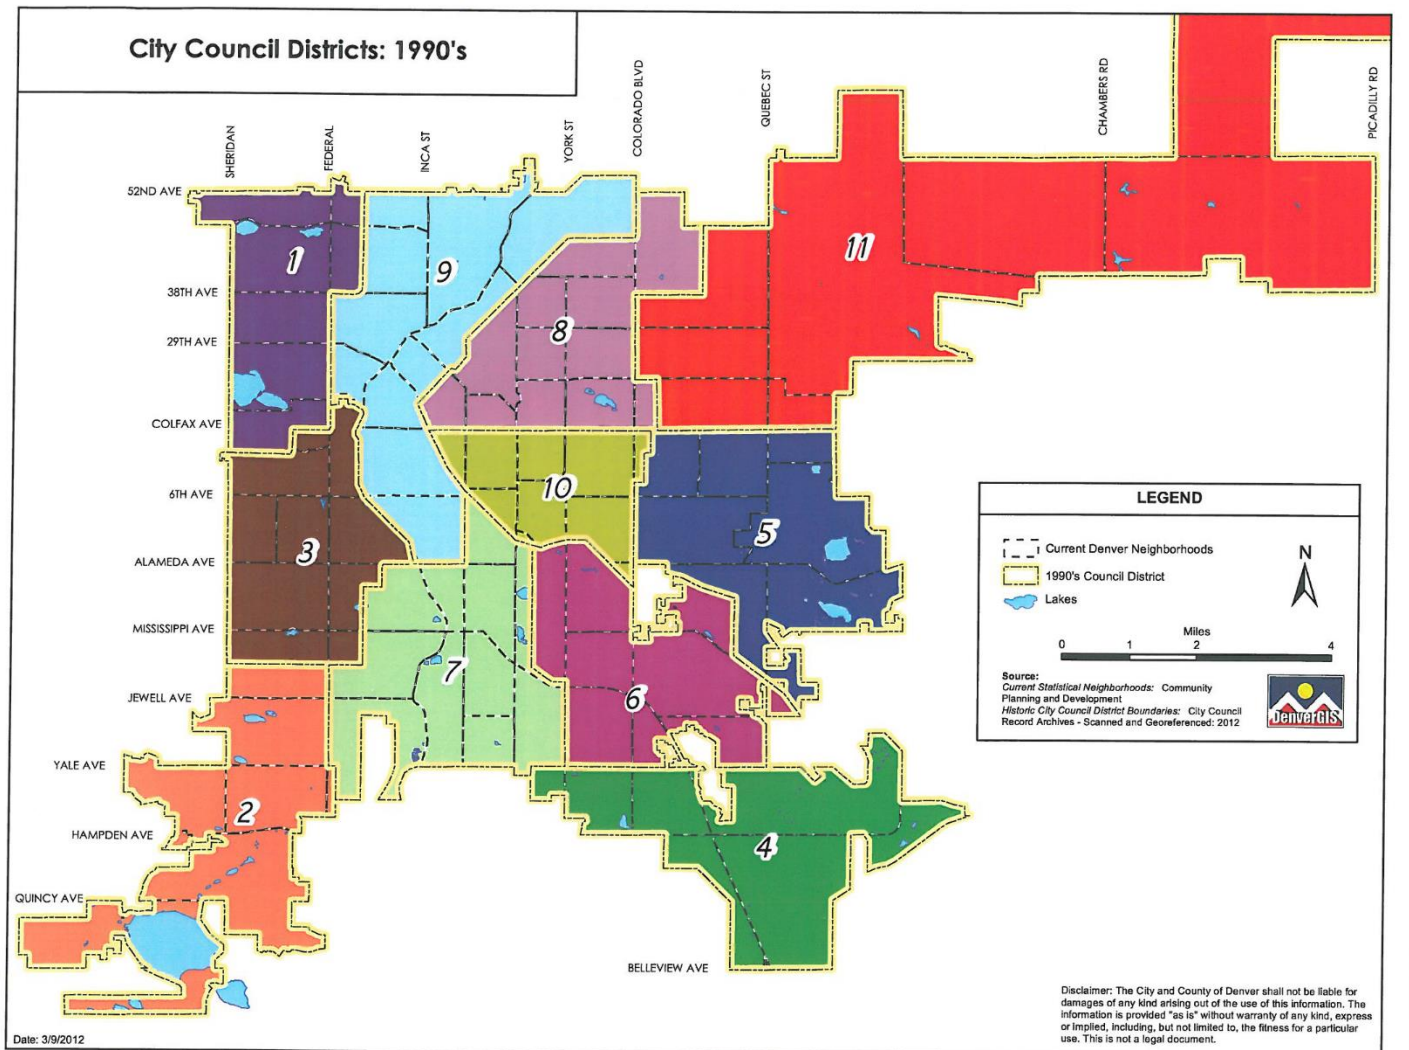 City Council Districts: 1990's
SHERIDAN
FEDERAL
INCA ST
YORK ST
COLORADO BLVD
QUEBEC ST
CHAMBERS RD
PICADILLY RD
52ND AVE
38TH AVE
29TH AVE
COLFAX AVE
6TH AVE
ALAMEDA AVE
MISSISSIPPI AVE
JEWELL AVE
YALE AVE
HAMPDEN AVE
QUINCY AVE
BELLEVIEW AVE
1
9
11
8
10
3
5
7
6
2
4
LEGEND
Current Denver Neighborhoods
1990's Council District
Lakes
N
Miles
0 1 2 4
Source:
Current Statistical Neighborhoods: Community
Planning and Development
Historic City Council District Boundaries: City Council
Record Archives - Scanned and Georeferenced: 2012
DenverGIS
Disclaimer: The City and County of Denver shall not be liable for
damages of any kind arising out of the use of this information. The
information is provided "as is" without warranty of any kind, express
or implied, including, but not limited to, the fitness for a particular
use. This is not a legal document.
Date: 3/9/2012